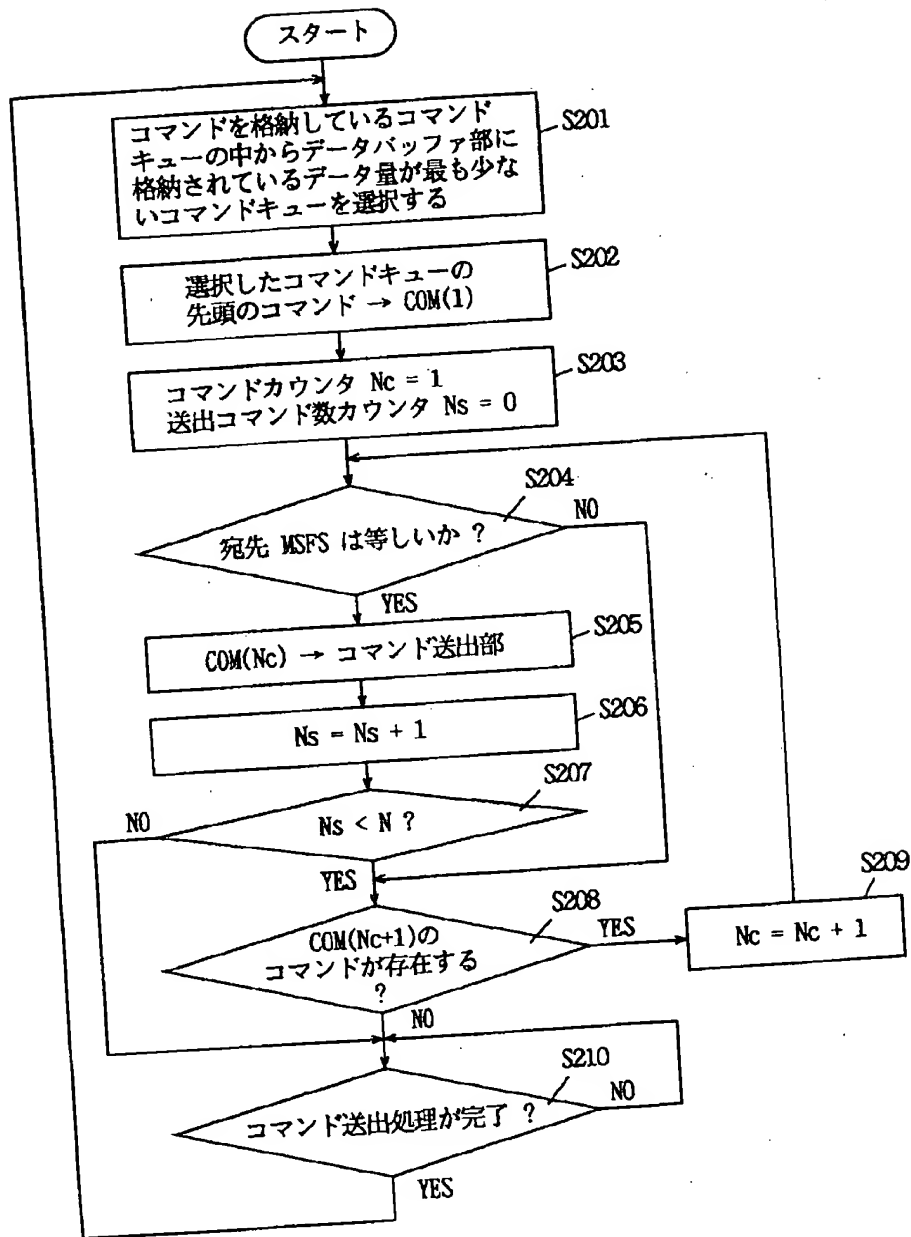 スタート
コマンドを格納しているコマンド
キューの中からデータバッファ部に
格納されているデータ量が最も少な
いコマンドキューを選択する
S201
選択したコマンドキューの
先頭のコマンド → COM(1)
S202
コマンドカウンタ Nc = 1
送出コマンド数カウンタ Ns = 0
S203
S204
宛先 MSFS は等しいか ?
NO
YES
COM(Nc) → コマンド送出部
S205
Ns = Ns + 1
S206
S207
Ns < N ?
NO
YES
S208
COM(Nc+1)の
コマンドが存在する
?
YES
NO
S209
Nc = Nc + 1
S210
コマンド送出処理が完了 ?
NO
YES